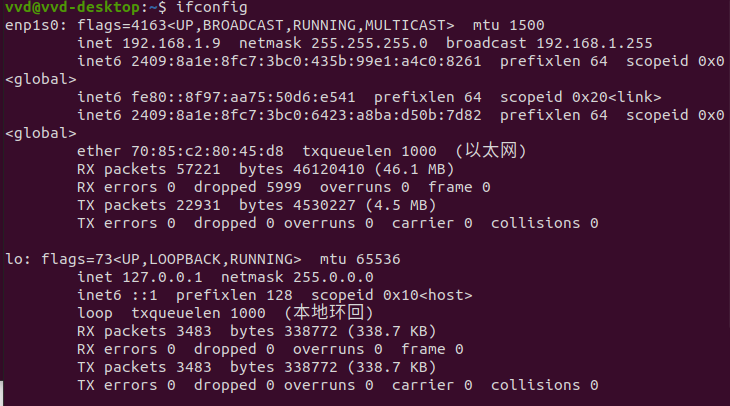 vvd@vvd-desktop:~$ ifconfig
enp1s0: flags=4163<UP,BROADCAST,RUNNING,MULTICAST>  mtu 1500
        inet 192.168.1.9  netmask 255.255.255.0  broadcast 192.168.1.255
        inet6 2409:8a1e:8fc7:3bc0:435b:99e1:a4c0:8261  prefixlen 64  scopeid 0x0
<global>
        inet6 fe80::8f97:aa75:50d6:e541  prefixlen 64  scopeid 0x20<link>
        inet6 2409:8a1e:8fc7:3bc0:6423:a8ba:d50b:7d82  prefixlen 64  scopeid 0x0
<global>
        ether 70:85:c2:80:45:d8  txqueuelen 1000  (以太网)
        RX packets 57221  bytes 46120410 (46.1 MB)
        RX errors 0  dropped 5999  overruns 0  frame 0
        TX packets 22931  bytes 4530227 (4.5 MB)
        TX errors 0  dropped 0 overruns 0  carrier 0  collisions 0
lo: flags=73<UP,LOOPBACK,RUNNING>  mtu 65536
        inet 127.0.0.1  netmask 255.0.0.0
        inet6 ::1  prefixlen 128  scopeid 0x10<host>
        loop  txqueuelen 1000  (本地环回)
        RX packets 3483  bytes 338772 (338.7 KB)
        RX errors 0  dropped 0  overruns 0  frame 0
        TX packets 3483  bytes 338772 (338.7 KB)
        TX errors 0  dropped 0 overruns 0  carrier 0  collisions 0